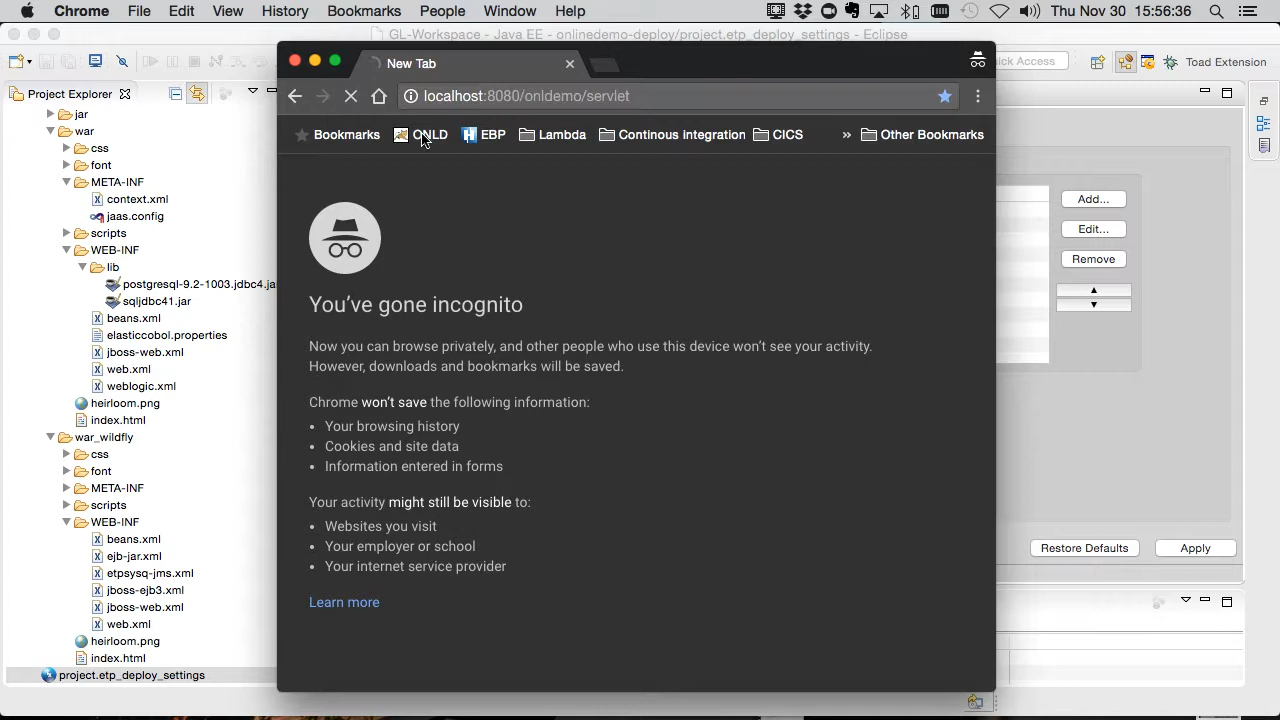 Chrome File Edit View History Bookmarks People Window Help Thu Nov 30 15:56:36
GL-Workspace - Java EE - onlinedemo-deploy/project.etp_deploy_settings - Eclipse
Quick Access Toad Extension
Project Explorer
jar
war
css
font
META-INF
context.xml
jaas.config
scripts
WEB-INF
lib
postgresql-9.2-1003.jdbc4.ja
sqljdbc41.jar
beans.xml
elasticcobol.properties
jboss-web.xml
web.xml
weblogic.xml
heirloom.png
index.html
war_wildfly
css
font
META-INF
scripts
WEB-INF
beans.xml
ejb-jar.xml
etpsysq-jms.xml
jboss-ejb3.xml
jboss-web.xml
web.xml
heirloom.png
index.html
project.etp_deploy_settings
New Tab
localhost:8080/onldemo/servlet
Bookmarks ONLD EBP Lambda Continous Integration CICS » Other Bookmarks
You've gone incognito
Now you can browse privately, and other people who use this device won't see your activity.
However, downloads and bookmarks will be saved.
Chrome won't save the following information:
• Your browsing history
• Cookies and site data
• Information entered in forms
Your activity might still be visible to:
• Websites you visit
• Your employer or school
• Your internet service provider
Learn more
Add...
Edit...
Remove
Restore Defaults Apply